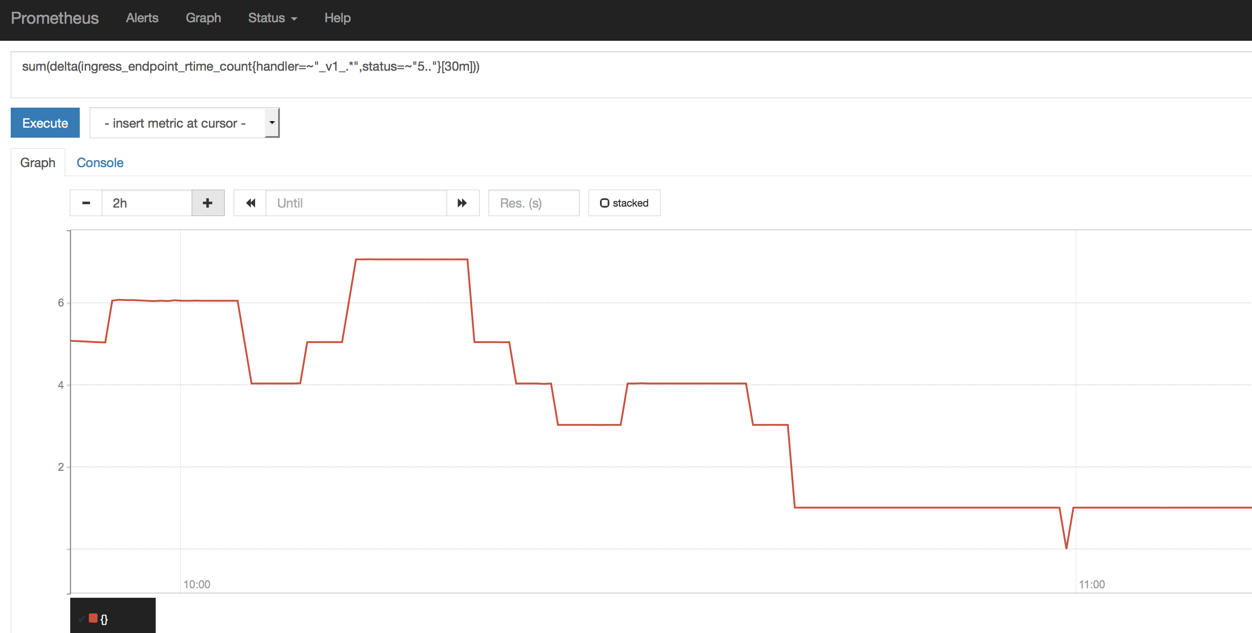 Prometheus Alerts Graph Status Help
sum(delta(ingress_endpoint_rtime_count{handler=~"_v1_.*",status=~"5.."}[30m]))
Execute - insert metric at cursor -
Graph Console
2h Until Res. (s) stacked
6
4
2
10:00 11:00
{}